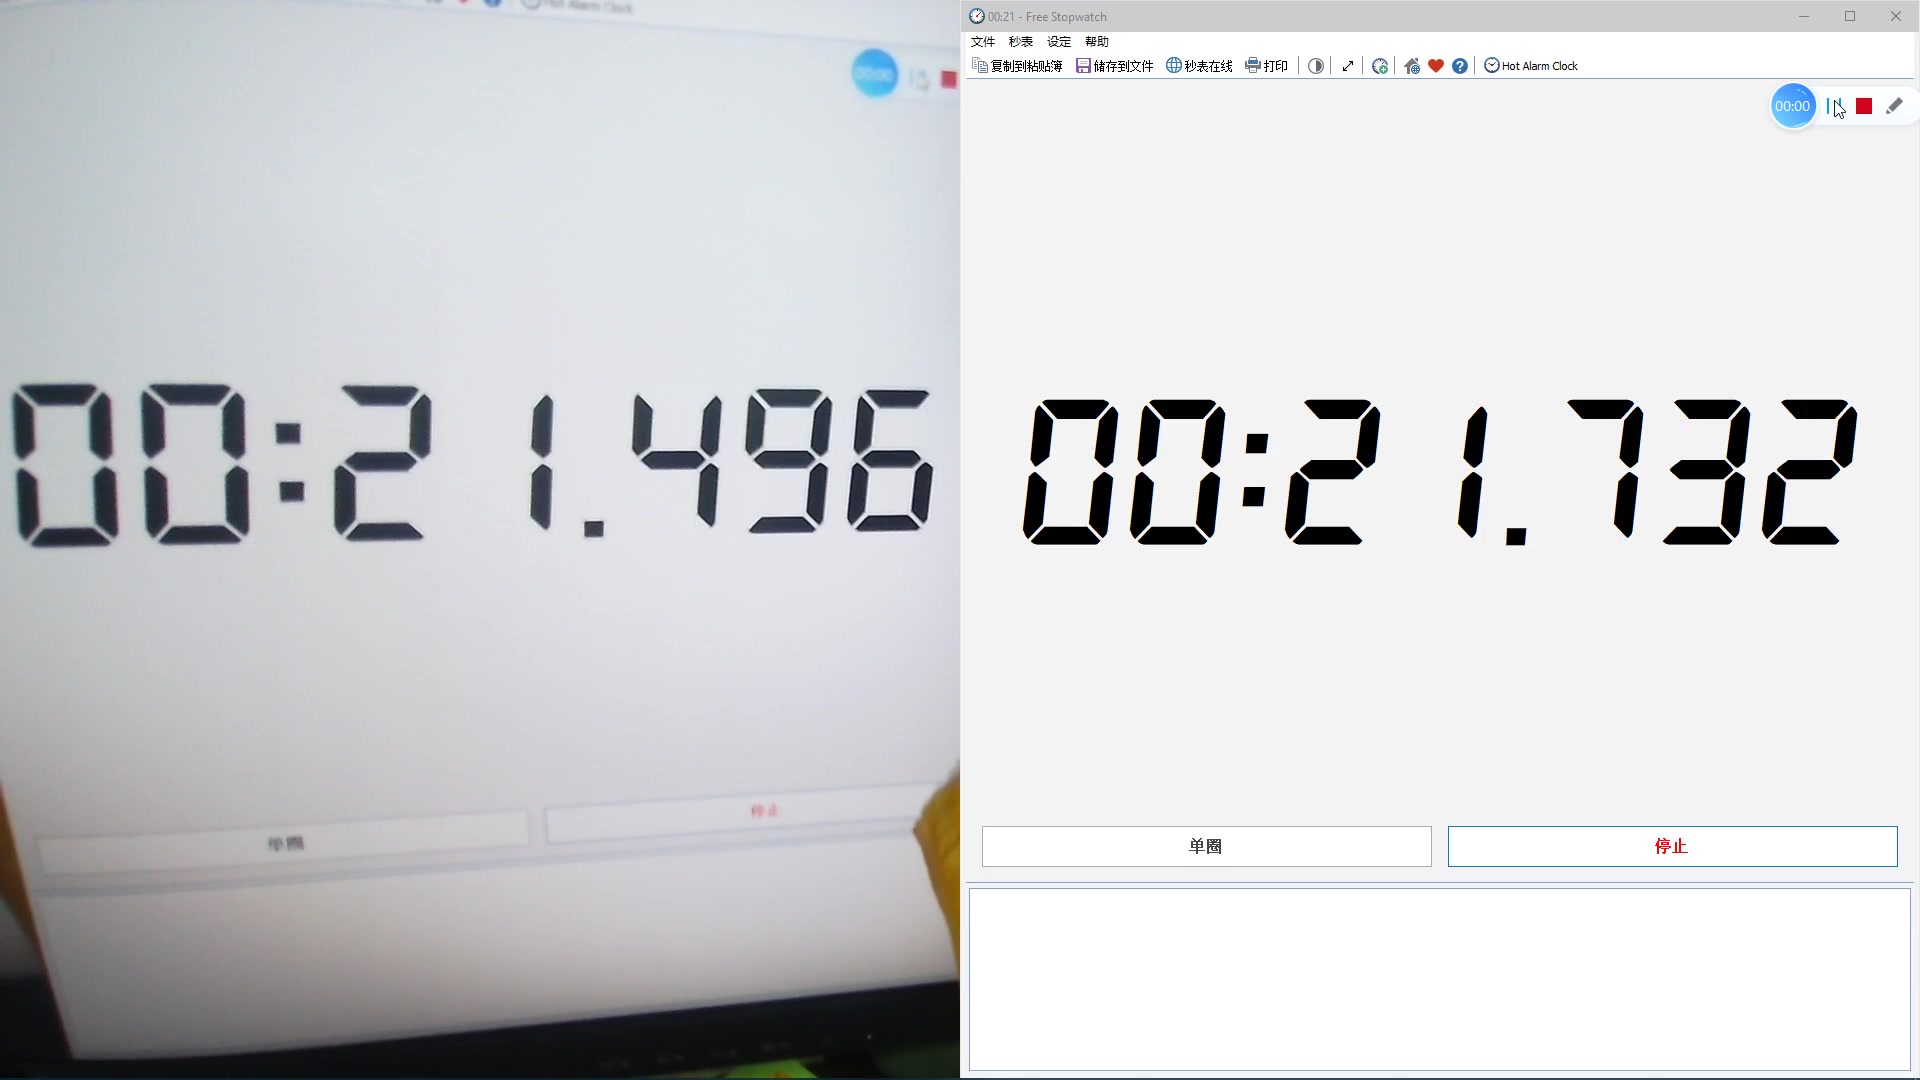 Hot Alarm Clock
00:00
00:21.496
单圈
停止
00:21 - Free Stopwatch
文件 秒表 设定 帮助
复制到粘贴簿 储存到文件 秒表在线 打印 Hot Alarm Clock
00:00
00:21.732
单圈 停止